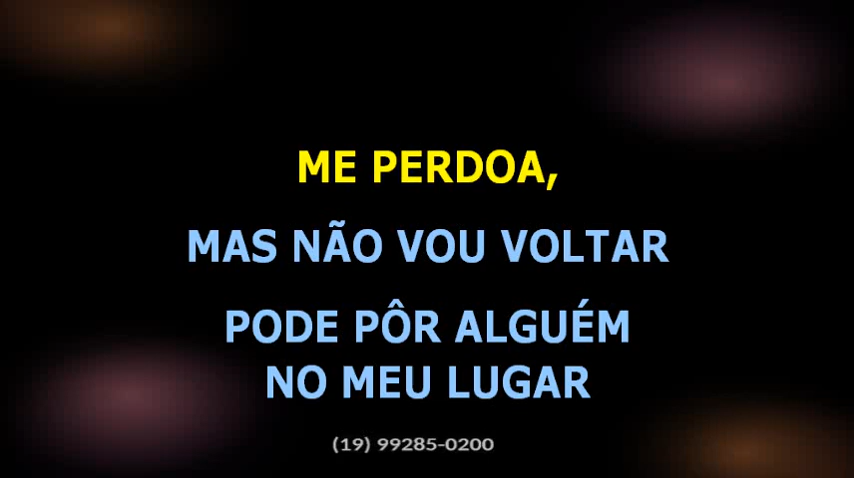 ME PERDOA,
MAS NÃO VOU VOLTAR
PODE PÔR ALGUÉM
NO MEU LUGAR
(19) 99285-0200